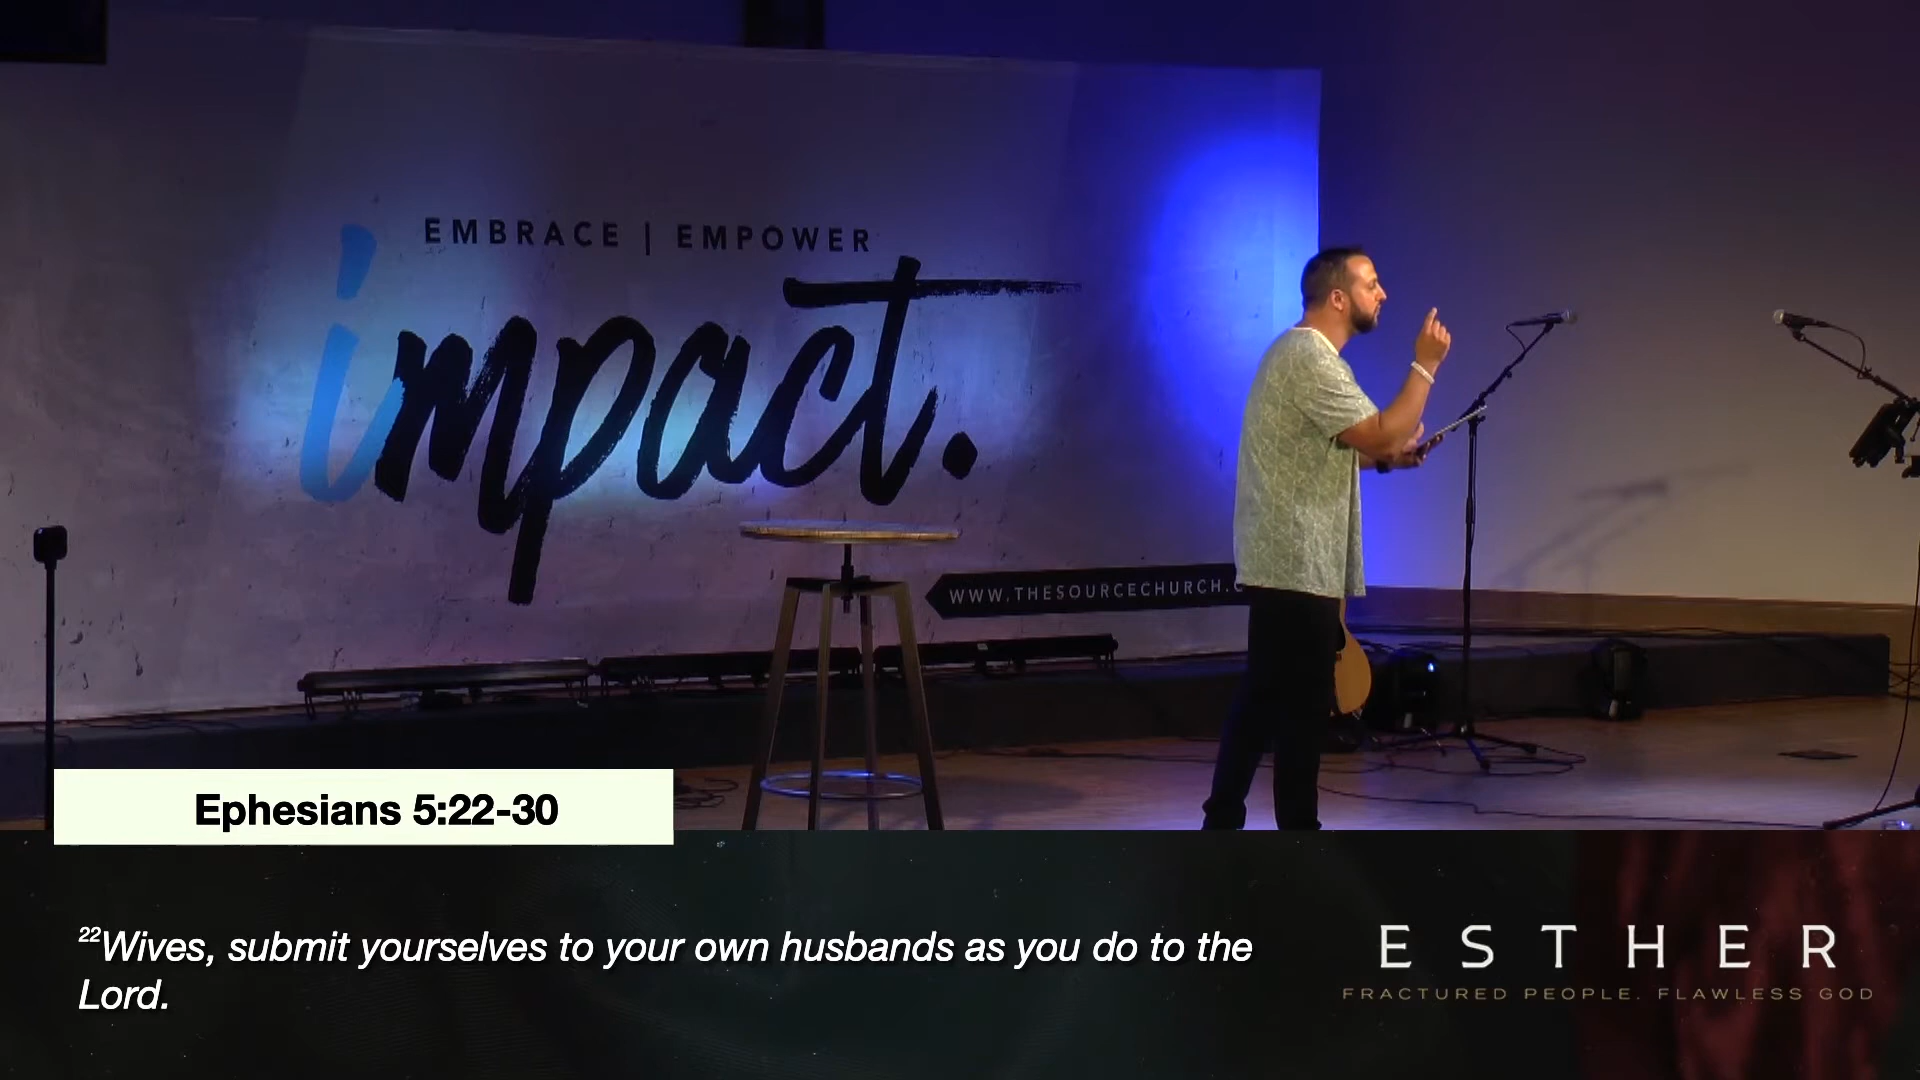 EMBRACE | EMPOWER
impact.
WWW.THESOURCECHURCH.C
Ephesians 5:22-30
²²Wives, submit yourselves to your own husbands as you do to the
Lord.
ESTHER
FRACTURED PEOPLE. FLAWLESS GOD